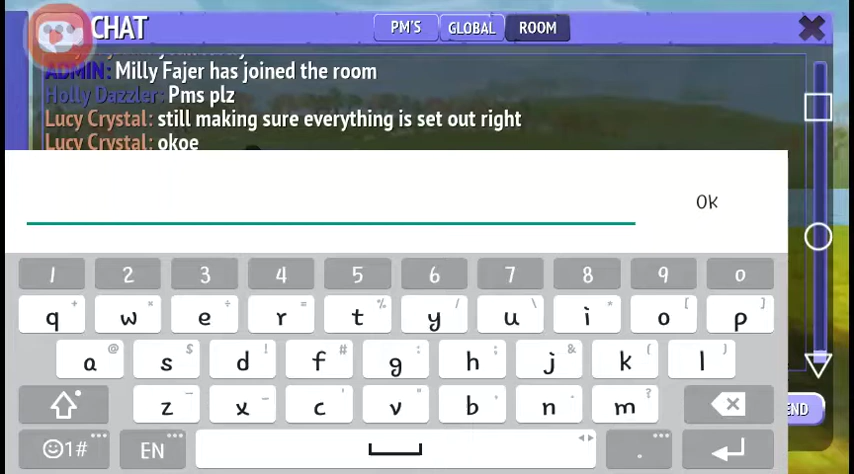 CHAT
PM'S GLOBAL ROOM
ADMIN: Milly Fajer has joined the room
Holly Dazzler: Pms plz
Lucy Crystal: still making sure everything is set out right
Lucy Crystal: okoe
Ok
1 2 3 4 5 6 7 8 9 0
q w e r t y u i o p
a s d f g h j k l
z x c v b n m
END
1# EN